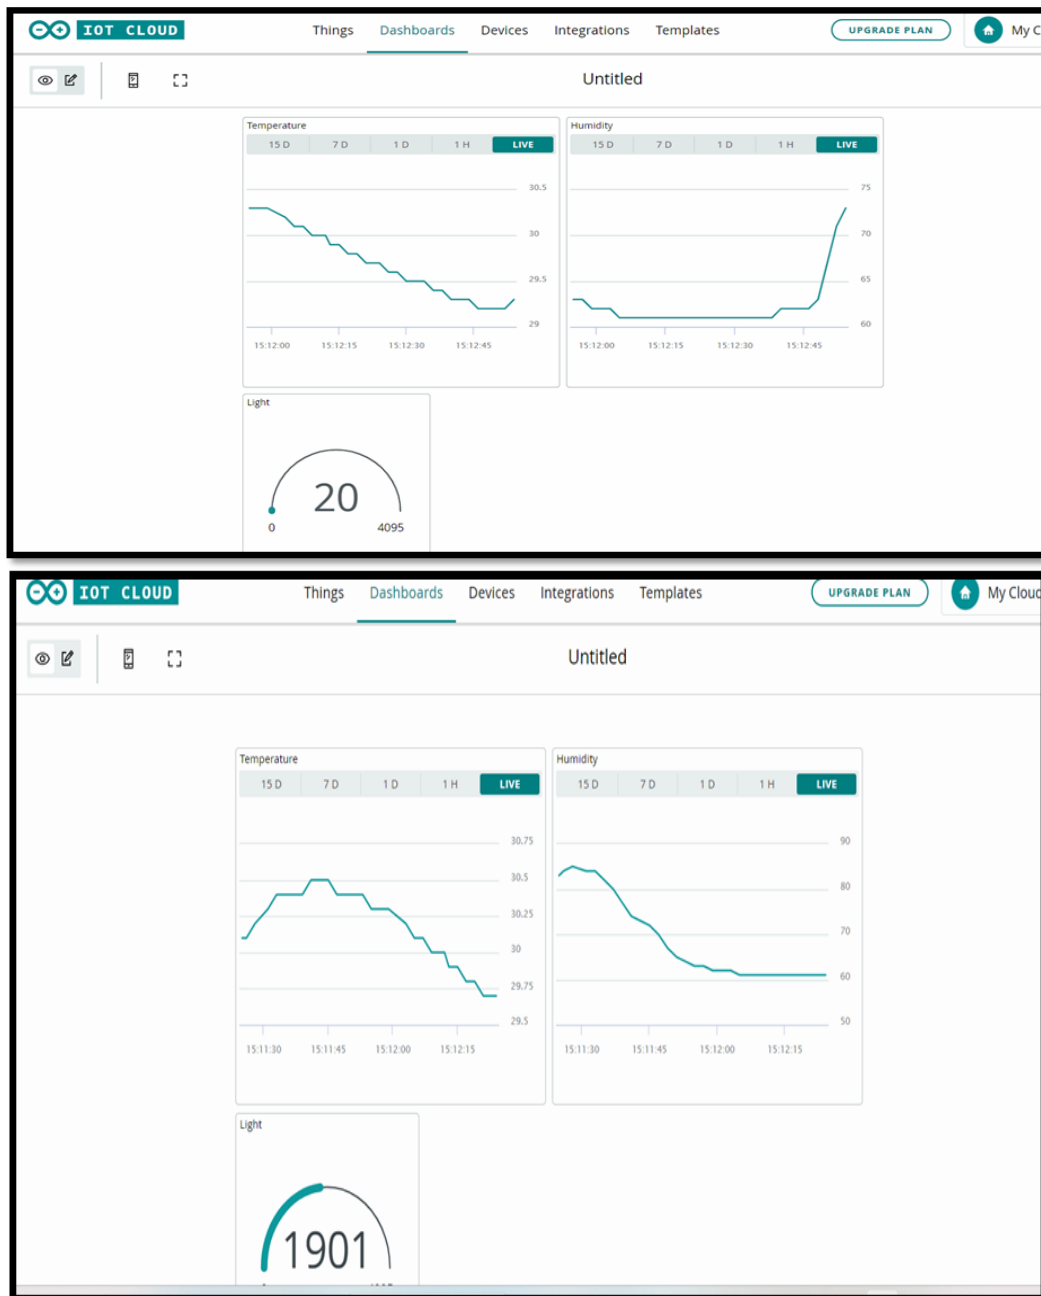 IOT CLOUD Things Dashboards Devices Integrations Templates UPGRADE PLAN My C
Untitled
Temperature
15 D 7 D 1 D 1 H LIVE
30.5
30
29.5
29
15:12:00 15:12:15 15:12:30 15:12:45
Humidity
15 D 7 D 1 D 1 H LIVE
75
70
65
60
15:12:00 15:12:15 15:12:30 15:12:45
Light
20
0 4095
IOT CLOUD Things Dashboards Devices Integrations Templates UPGRADE PLAN My Cloud
Untitled
Temperature
15 D 7 D 1 D 1 H LIVE
30.75
30.5
30.25
30
29.75
29.5
15:11:30 15:11:45 15:12:00 15:12:15
Humidity
15 D 7 D 1 D 1 H LIVE
90
80
70
60
50
15:11:30 15:11:45 15:12:00 15:12:15
Light
1901